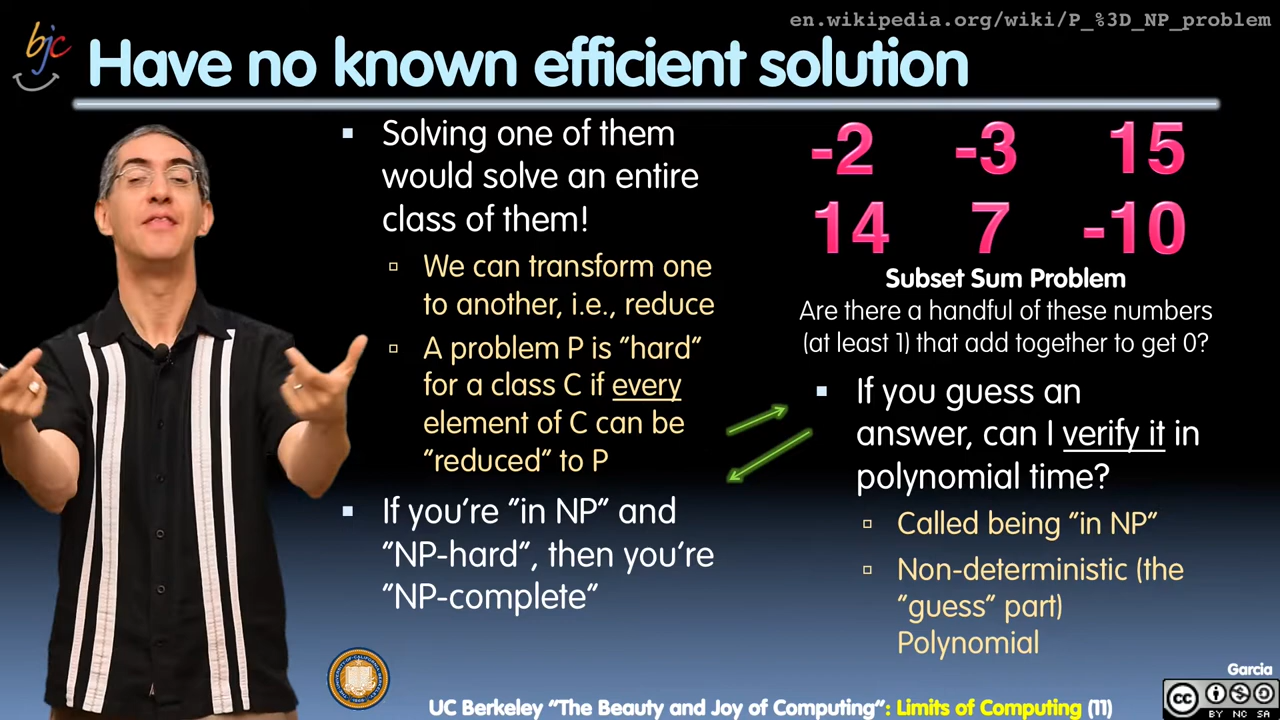 en.wikipedia.org/wiki/P_%3D_NP_problem
bjc
Have no known efficient solution
▪ Solving one of them
would solve an entire
class of them!
▫ We can transform one
to another, i.e., reduce
▫ A problem P is "hard"
for a class C if every
element of C can be
"reduced" to P
▪ If you're "in NP" and
"NP-hard", then you're
"NP-complete"
-2 -3 15
14 7 -10
Subset Sum Problem
Are there a handful of these numbers
(at least 1) that add together to get 0?
▪ If you guess an
answer, can I verify it in
polynomial time?
▫ Called being "in NP"
▫ Non-deterministic (the
"guess" part)
Polynomial
Garcia
UC Berkeley "The Beauty and Joy of Computing": Limits of Computing (11)
cc
BY NC SA